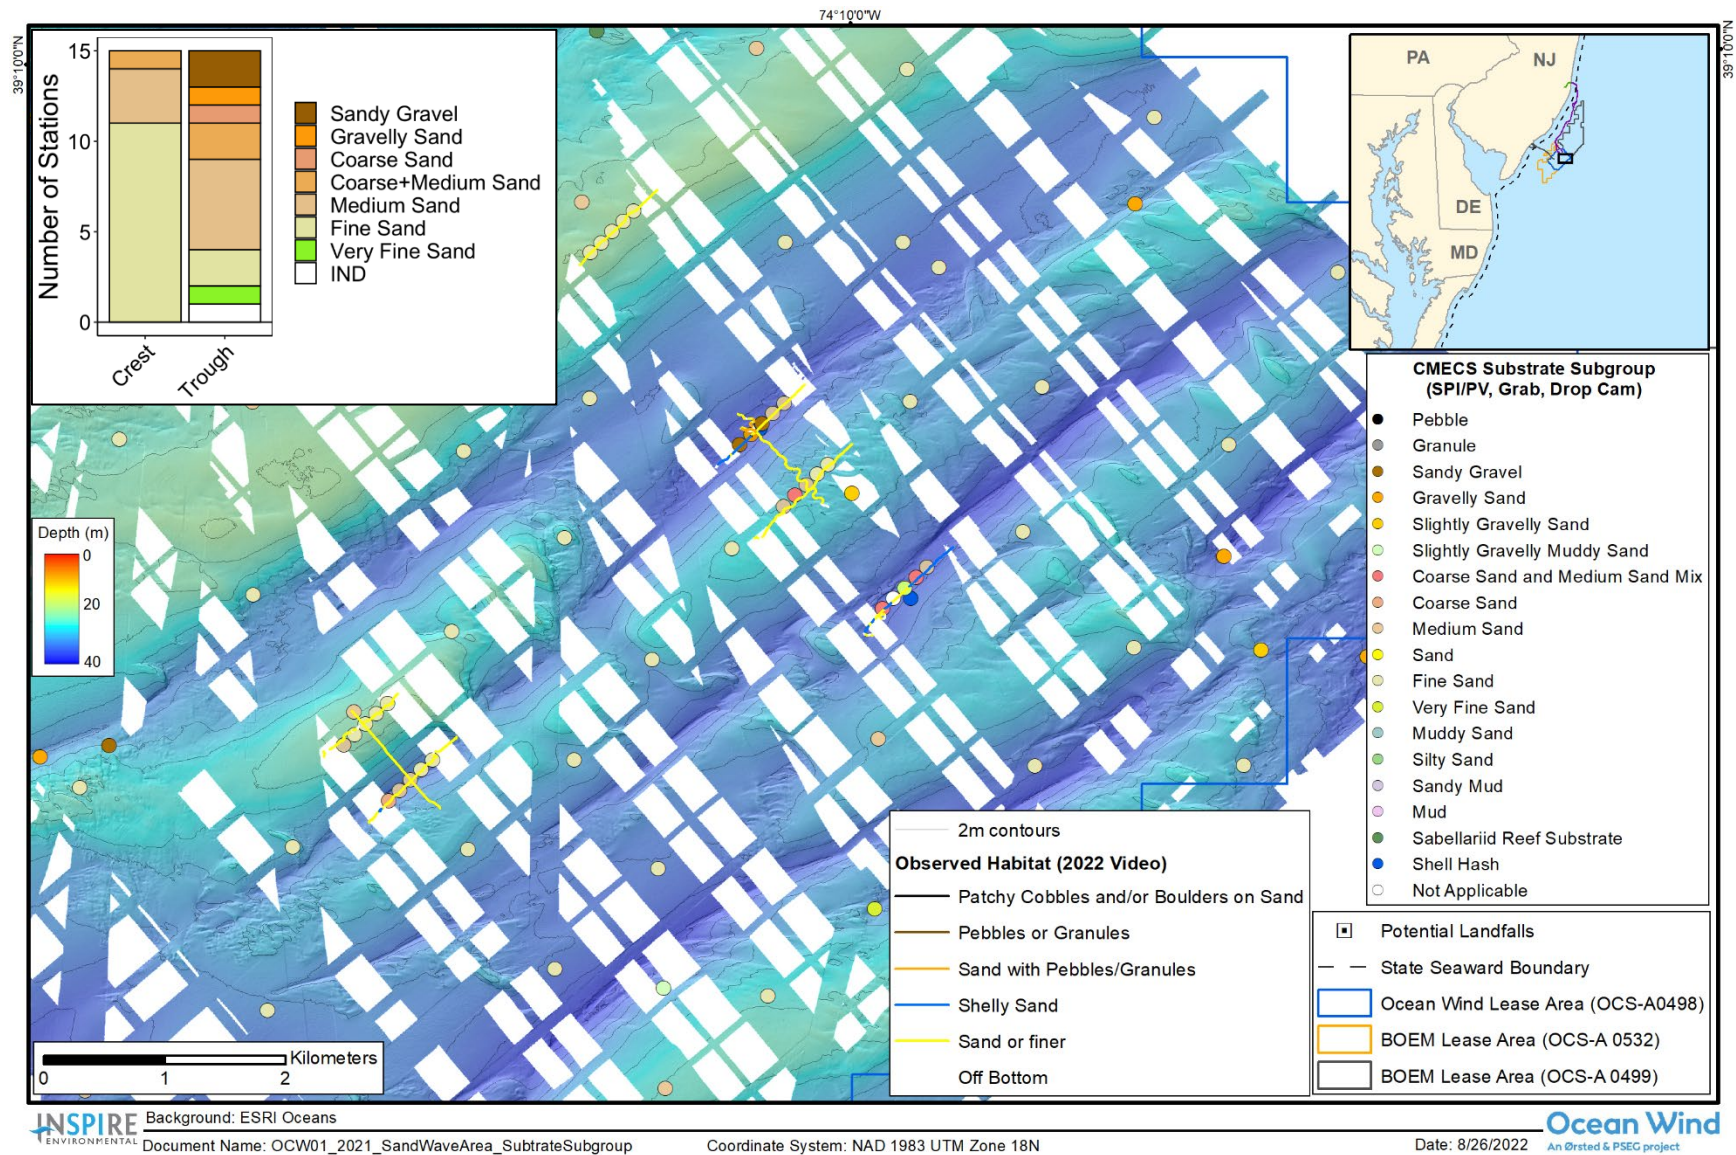 74°10'0"W
39°10'0"N
39°10'0"N
15
10
5
0
Number of Stations
Crest
Trough
Sandy Gravel
Gravelly Sand
Coarse Sand
Coarse+Medium Sand
Medium Sand
Fine Sand
Very Fine Sand
IND
PA
NJ
DE
MD
Depth (m)
0
20
40
CMECS Substrate Subgroup
(SPI/PV, Grab, Drop Cam)
Pebble
Granule
Sandy Gravel
Gravelly Sand
Slightly Gravelly Sand
Slightly Gravelly Muddy Sand
Coarse Sand and Medium Sand Mix
Coarse Sand
Medium Sand
Sand
Fine Sand
Very Fine Sand
Muddy Sand
Silty Sand
Sandy Mud
Mud
Sabellariid Reef Substrate
Shell Hash
Not Applicable
2m contours
Observed Habitat (2022 Video)
Patchy Cobbles and/or Boulders on Sand
Pebbles or Granules
Sand with Pebbles/Granules
Shelly Sand
Sand or finer
Off Bottom
Potential Landfalls
State Seaward Boundary
Ocean Wind Lease Area (OCS-A0498)
BOEM Lease Area (OCS-A 0532)
BOEM Lease Area (OCS-A 0499)
Kilometers
0 1 2
INSPIRE
ENVIRONMENTAL
Background: ESRI Oceans
Document Name: OCW01_2021_SandWaveArea_SubtrateSubgroup
Coordinate System: NAD 1983 UTM Zone 18N
Date: 8/26/2022
Ocean Wind
An Ørsted & PSEG project